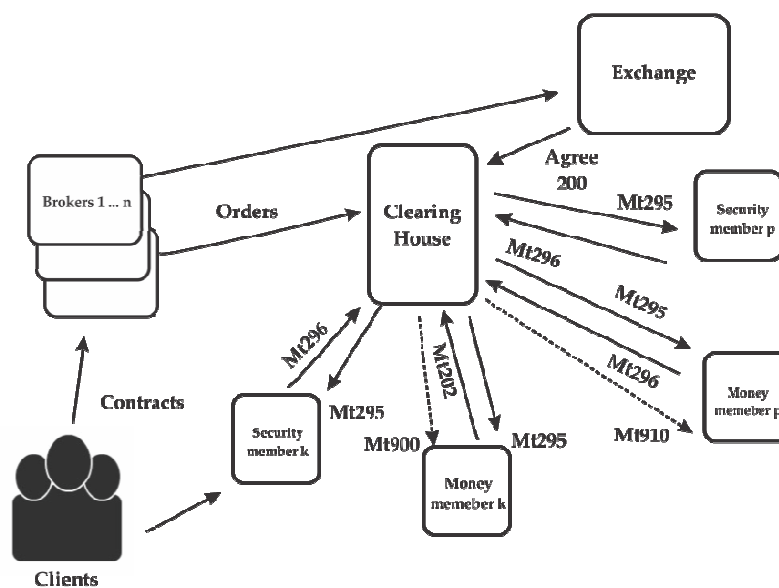 Exchange
Agree
200
Brokers 1 ... n
Orders
Clearing
House
Mt295
Security
member p
Mt296
Mt295
Mt296
Money
memeber p
Mt910
Mt296
Mt202
Contracts
Security
member k
Mt295
Mt900
Mt295
Money
memeber k
Clients